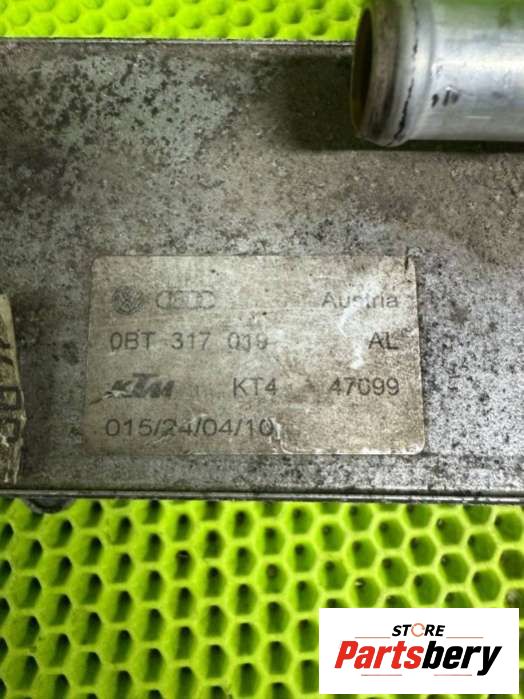 Austria
0BT 317 019 AL
KTM KT4 47099
015/24/04/10
STORE
Partsbery